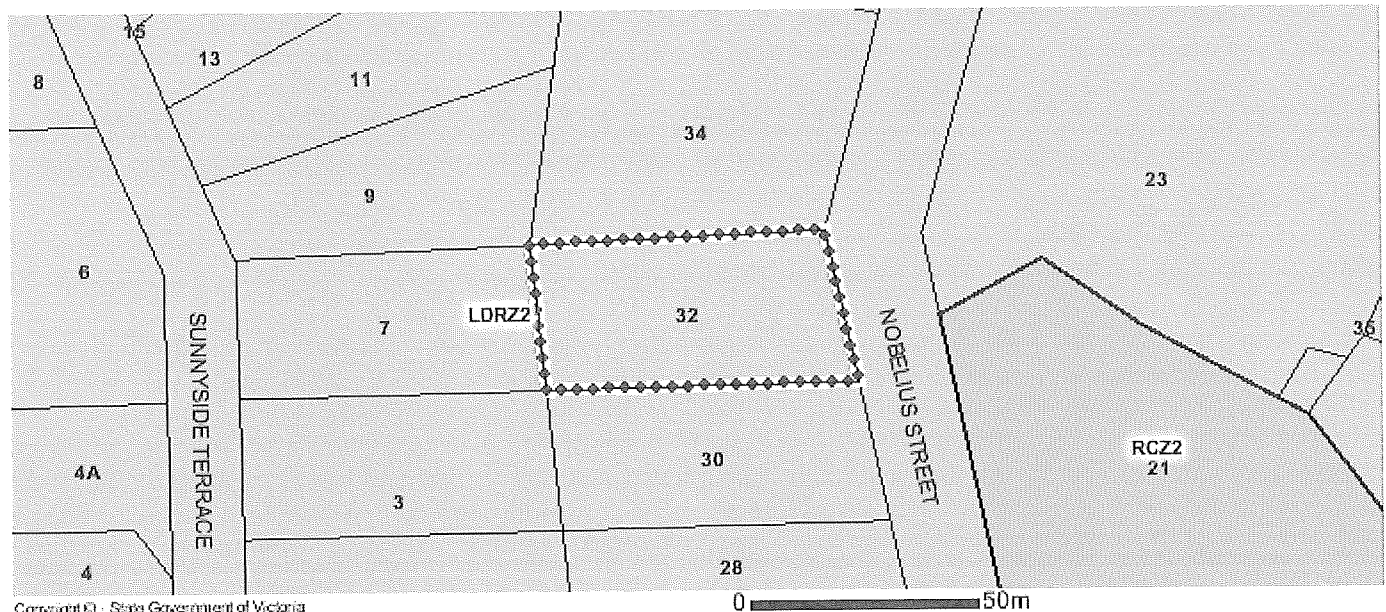 15
13
11
8
34
23
9
6
7
LDRZ2
32
36
SUNNYSIDE TERRACE
NOBELIUS STREET
30
RCZ2
21
4A
3
28
4
Copyright © - State Government of Victoria
0 50m